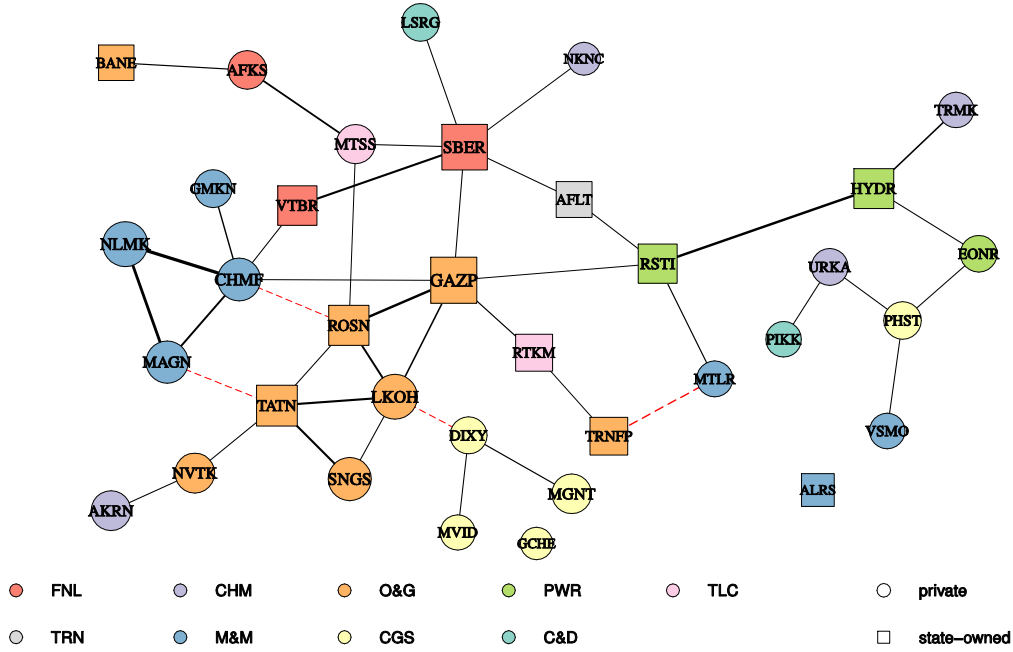 LSRG
BANE
AFKS
NKNC
TRMK
MTSS
SBER
GMKN
VTBR
AFLT
HYDR
NLMK
CHMF
GAZP
RSTI
URKA
EONR
ROSN
PHST
MAGN
RTKM
PIKK
TATN
LKOH
MTLR
DIXY
TRNFP
VSMO
NVTK
SNGS
MGNT
ALRS
AKRN
MVID
GCHE
FNL CHM O&G PWR TLC private
TRN M&M CGS C&D state-owned